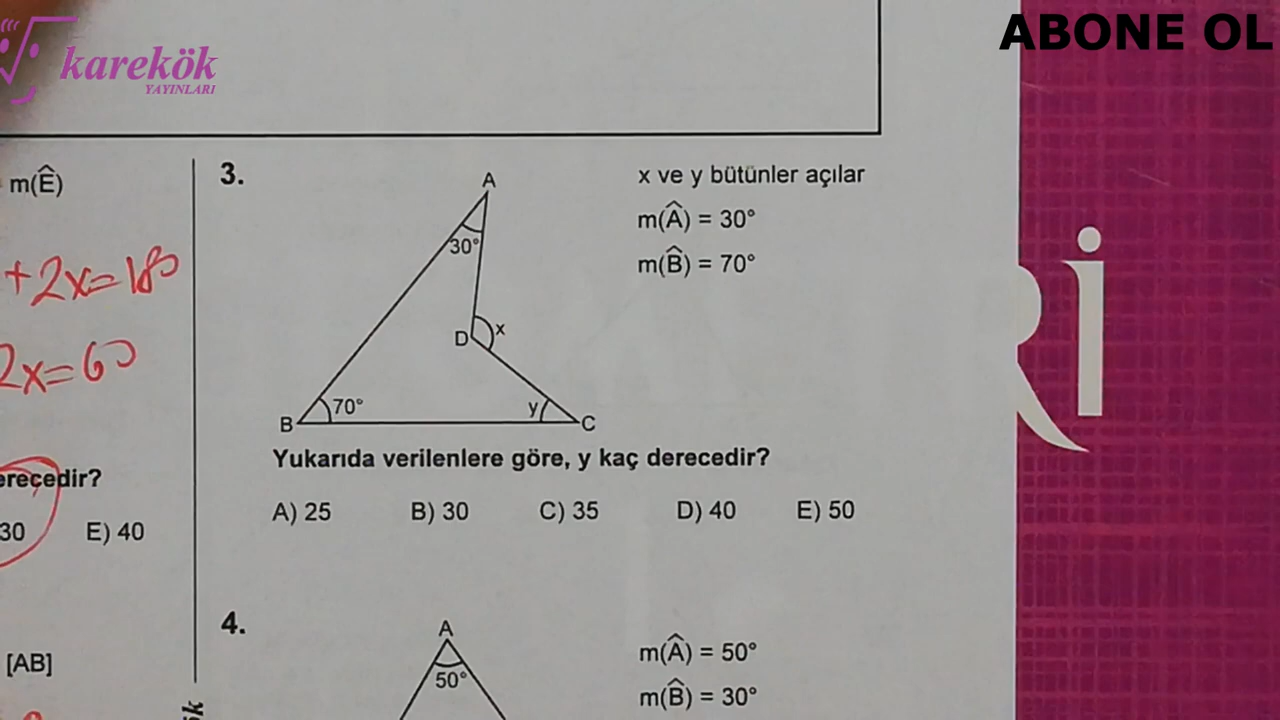 ABONE OL
karekök
YAYINLARI
m(Ê)
+2x=180
2x=60
erecedir?
30 E) 40
[AB]
3.
A
30°
D
x
B
70°
y
C
x ve y bütünler açılar
m(Â) = 30°
m(B̂) = 70°
Yukarıda verilenlere göre, y kaç derecedir?
A) 25 B) 30 C) 35 D) 40 E) 50
4.
A
50°
m(Â) = 50°
m(B̂) = 30°
Rİ